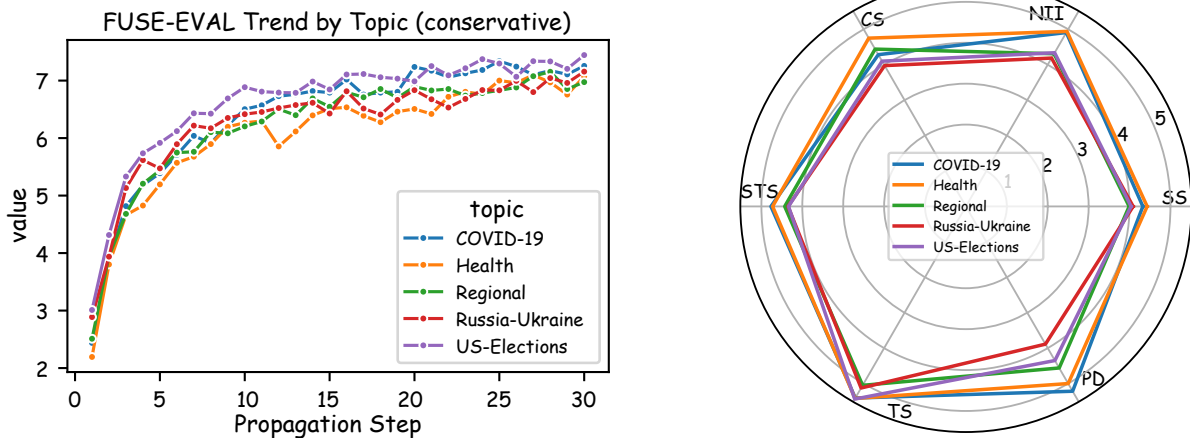 FUSE-EVAL Trend by Topic (conservative)
value
7
6
5
4
3
2
0
5
10
15
20
25
30
Propagation Step
topic
COVID-19
Health
Regional
Russia-Ukraine
US-Elections
CS
NII
STS
SS
TS
PD
1
2
3
4
5
COVID-19
Health
Regional
Russia-Ukraine
US-Elections